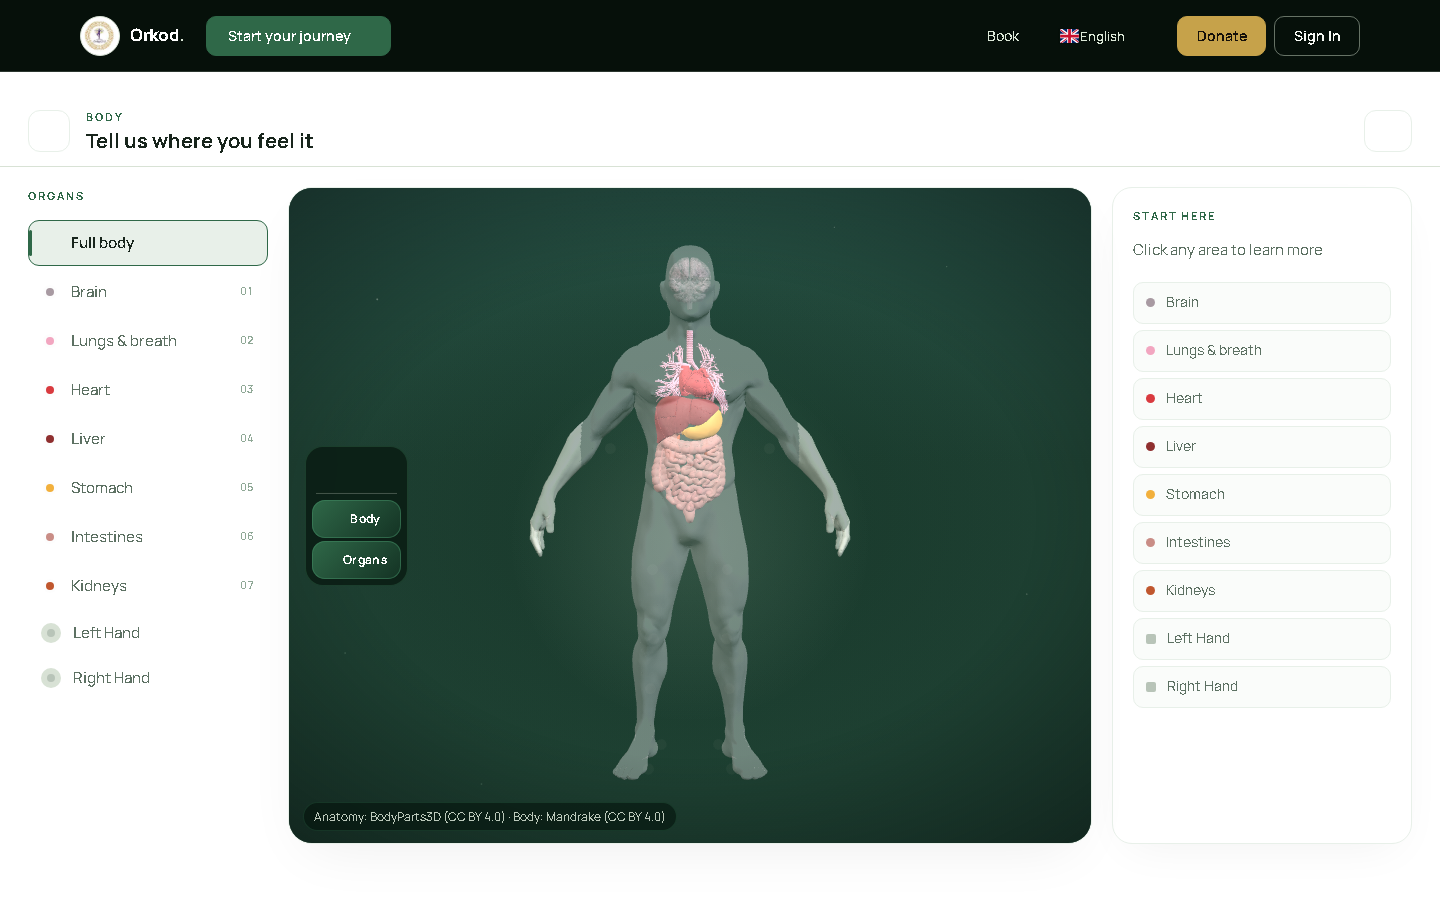 Orkod.
Start your journey
Book
English
Donate
Sign In
BODY
Tell us where you feel it
ORGANS
Full body
Brain 01
Lungs & breath 02
Heart 03
Liver 04
Stomach 05
Intestines 06
Kidneys 07
Left Hand
Right Hand
Body
Organs
Anatomy: BodyParts3D (CC BY 4.0) · Body: Mandrake (CC BY 4.0)
START HERE
Click any area to learn more
Brain
Lungs & breath
Heart
Liver
Stomach
Intestines
Kidneys
Left Hand
Right Hand